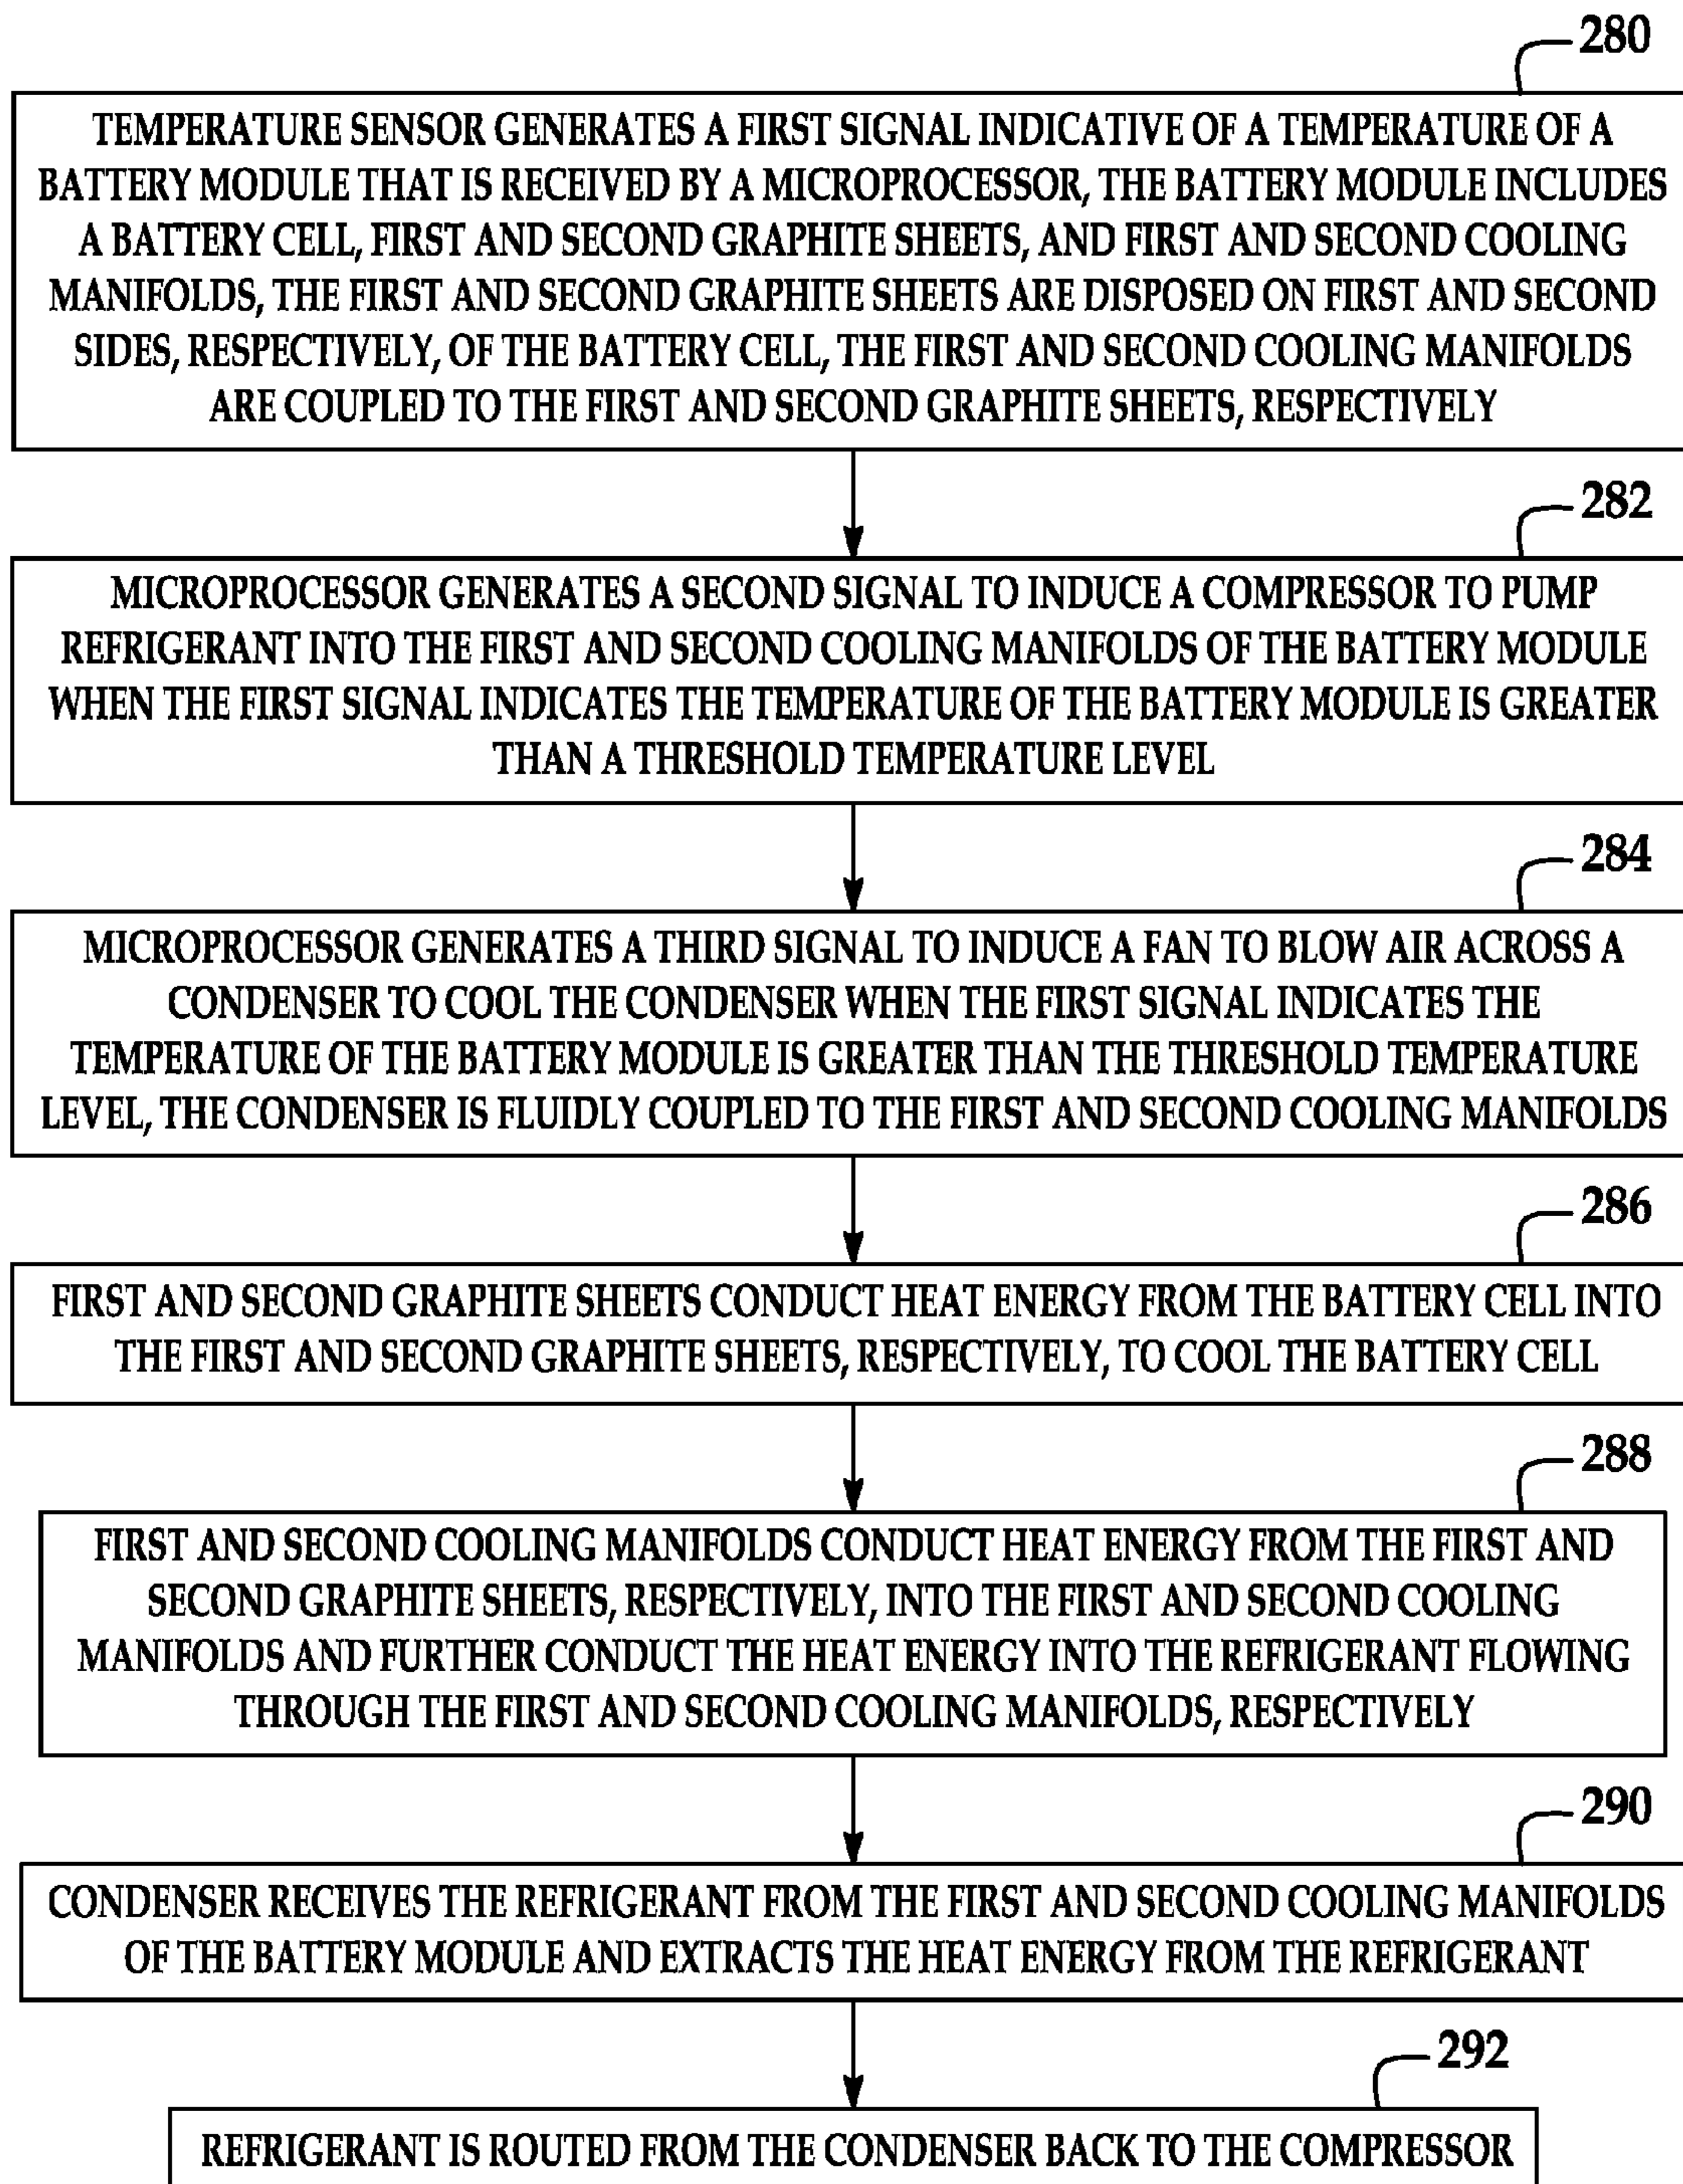 280
TEMPERATURE SENSOR GENERATES A FIRST SIGNAL INDICATIVE OF A TEMPERATURE OF A
BATTERY MODULE THAT IS RECEIVED BY A MICROPROCESSOR, THE BATTERY MODULE INCLUDES
A BATTERY CELL, FIRST AND SECOND GRAPHITE SHEETS, AND FIRST AND SECOND COOLING
MANIFOLDS, THE FIRST AND SECOND GRAPHITE SHEETS ARE DISPOSED ON FIRST AND SECOND
SIDES, RESPECTIVELY, OF THE BATTERY CELL, THE FIRST AND SECOND COOLING MANIFOLDS
ARE COUPLED TO THE FIRST AND SECOND GRAPHITE SHEETS, RESPECTIVELY
282
MICROPROCESSOR GENERATES A SECOND SIGNAL TO INDUCE A COMPRESSOR TO PUMP
REFRIGERANT INTO THE FIRST AND SECOND COOLING MANIFOLDS OF THE BATTERY MODULE
WHEN THE FIRST SIGNAL INDICATES THE TEMPERATURE OF THE BATTERY MODULE IS GREATER
THAN A THRESHOLD TEMPERATURE LEVEL
284
MICROPROCESSOR GENERATES A THIRD SIGNAL TO INDUCE A FAN TO BLOW AIR ACROSS A
CONDENSER TO COOL THE CONDENSER WHEN THE FIRST SIGNAL INDICATES THE
TEMPERATURE OF THE BATTERY MODULE IS GREATER THAN THE THRESHOLD TEMPERATURE
LEVEL, THE CONDENSER IS FLUIDLY COUPLED TO THE FIRST AND SECOND COOLING MANIFOLDS
286
FIRST AND SECOND GRAPHITE SHEETS CONDUCT HEAT ENERGY FROM THE BATTERY CELL INTO
THE FIRST AND SECOND GRAPHITE SHEETS, RESPECTIVELY, TO COOL THE BATTERY CELL
288
FIRST AND SECOND COOLING MANIFOLDS CONDUCT HEAT ENERGY FROM THE FIRST AND
SECOND GRAPHITE SHEETS, RESPECTIVELY, INTO THE FIRST AND SECOND COOLING
MANIFOLDS AND FURTHER CONDUCT THE HEAT ENERGY INTO THE REFRIGERANT FLOWING
THROUGH THE FIRST AND SECOND COOLING MANIFOLDS, RESPECTIVELY
290
CONDENSER RECEIVES THE REFRIGERANT FROM THE FIRST AND SECOND COOLING MANIFOLDS
OF THE BATTERY MODULE AND EXTRACTS THE HEAT ENERGY FROM THE REFRIGERANT
292
REFRIGERANT IS ROUTED FROM THE CONDENSER BACK TO THE COMPRESSOR